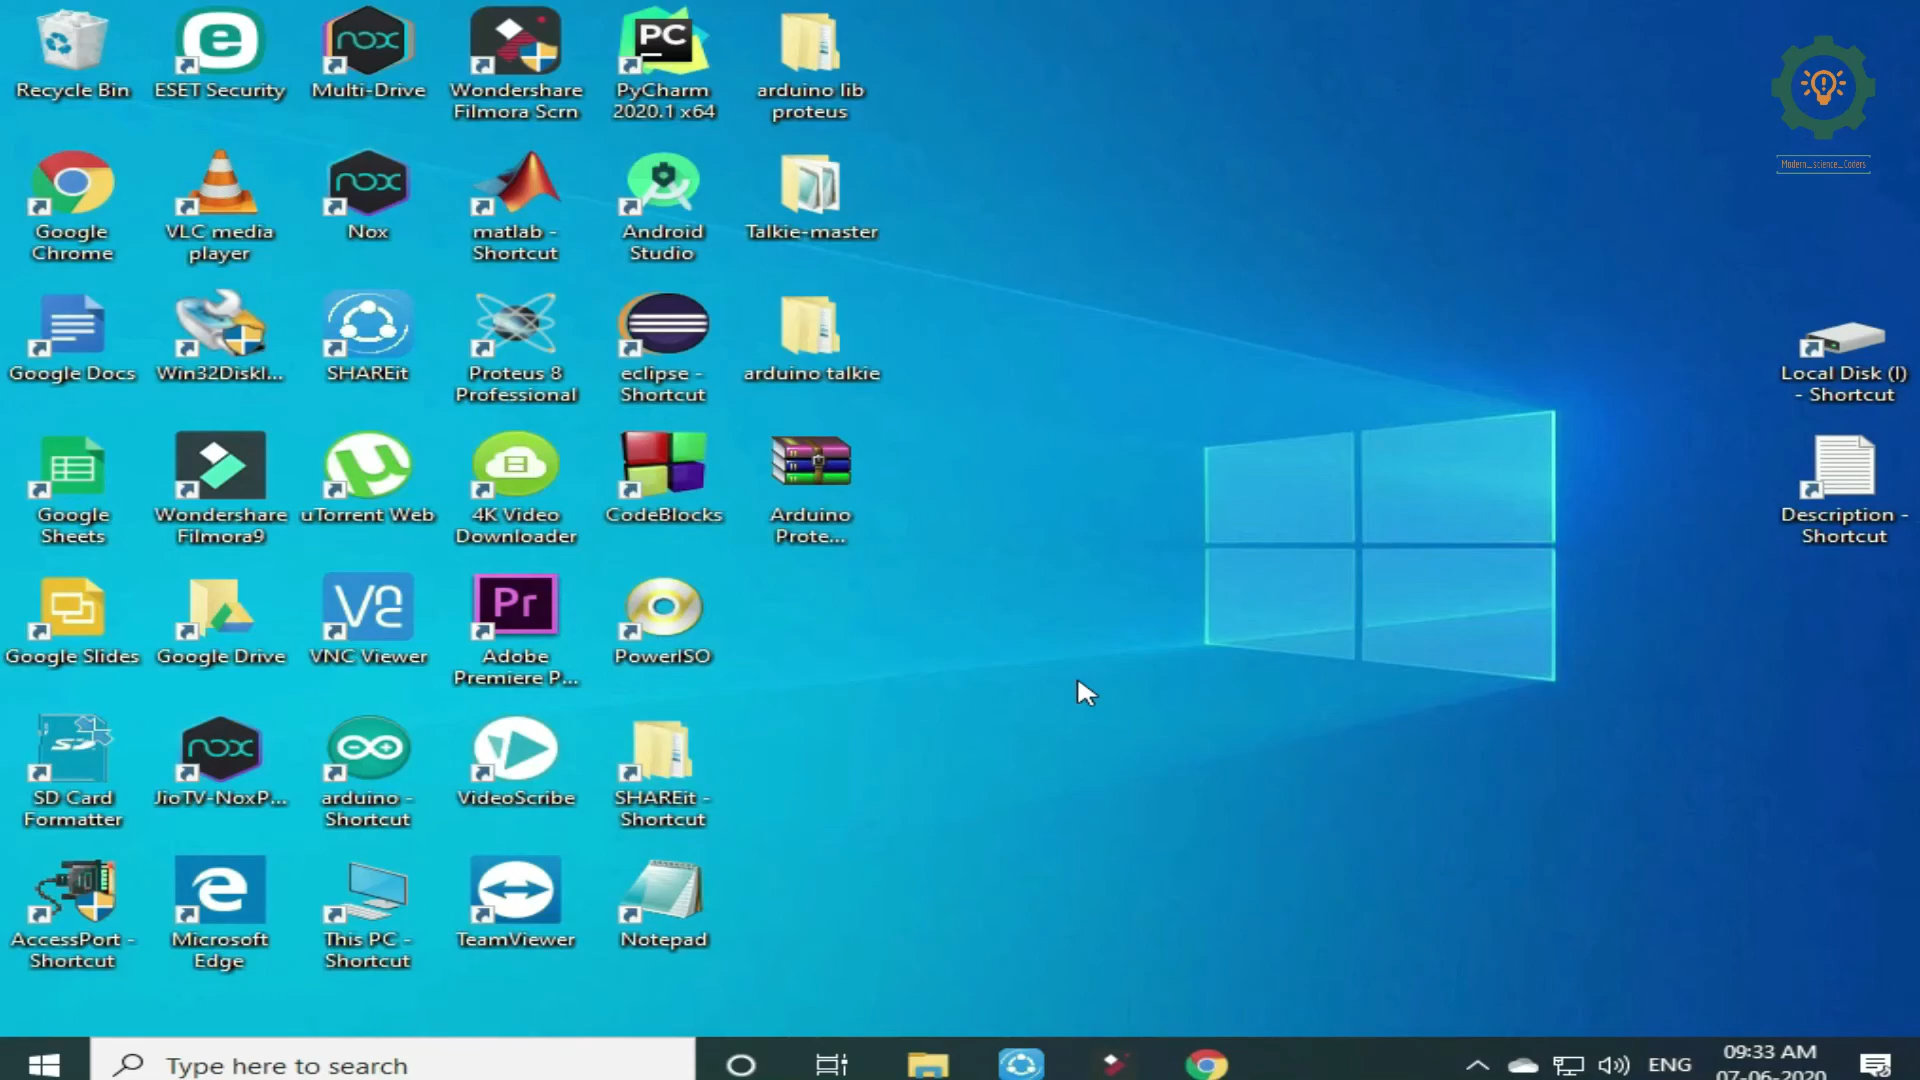 Recycle Bin
ESET Security
Multi-Drive
Wondershare
Filmora Scrn
PC
PyCharm
2020.1 x64
arduino lib
proteus
Modern_science_Coders
Google
Chrome
VLC media
player
nox
Nox
matlab -
Shortcut
Android
Studio
Talkie-master
Google Docs
Win32DiskI...
SHAREit
Proteus 8
Professional
eclipse -
Shortcut
arduino talkie
Local Disk (I)
- Shortcut
Google
Sheets
Wondershare
Filmora9
uTorrent Web
4K Video
Downloader
CodeBlocks
Arduino
Prote...
Description -
Shortcut
Google Slides
Google Drive
VNC Viewer
Pr
Adobe
Premiere P...
PowerISO
SD Card
Formatter
nox
JioTV-NoxP...
arduino -
Shortcut
VideoScribe
SHAREit -
Shortcut
AccessPort -
Shortcut
Microsoft
Edge
This PC -
Shortcut
TeamViewer
Notepad
Type here to search
ENG
09:33 AM
07-06-2020